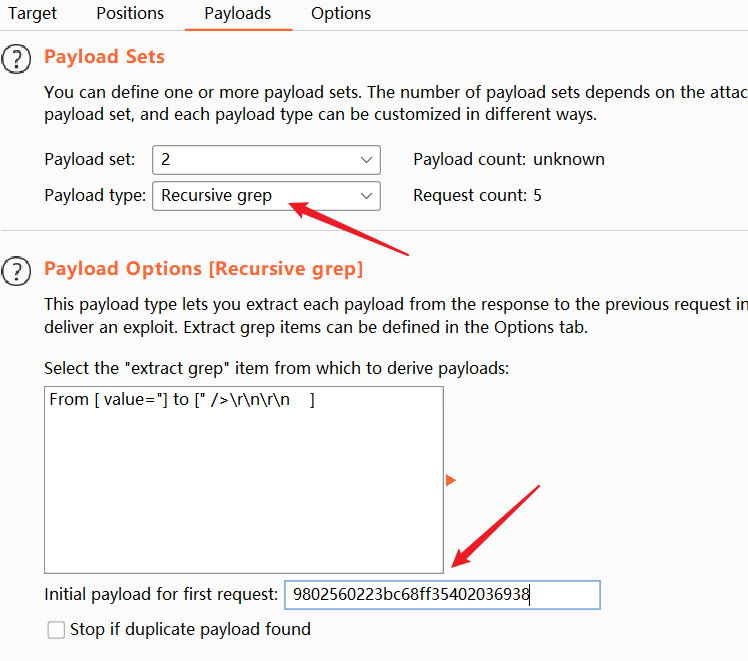 Target Positions Payloads Options
? Payload Sets
You can define one or more payload sets. The number of payload sets depends on the attac
payload set, and each payload type can be customized in different ways.
Payload set: 2 Payload count: unknown
Payload type: Recursive grep Request count: 5
? Payload Options [Recursive grep]
This payload type lets you extract each payload from the response to the previous request in
deliver an exploit. Extract grep items can be defined in the Options tab.
Select the "extract grep" item from which to derive payloads:
From [ value="] to [" />\r\n\r\n    ]
Initial payload for first request: 9802560223bc68ff35402036938
Stop if duplicate payload found